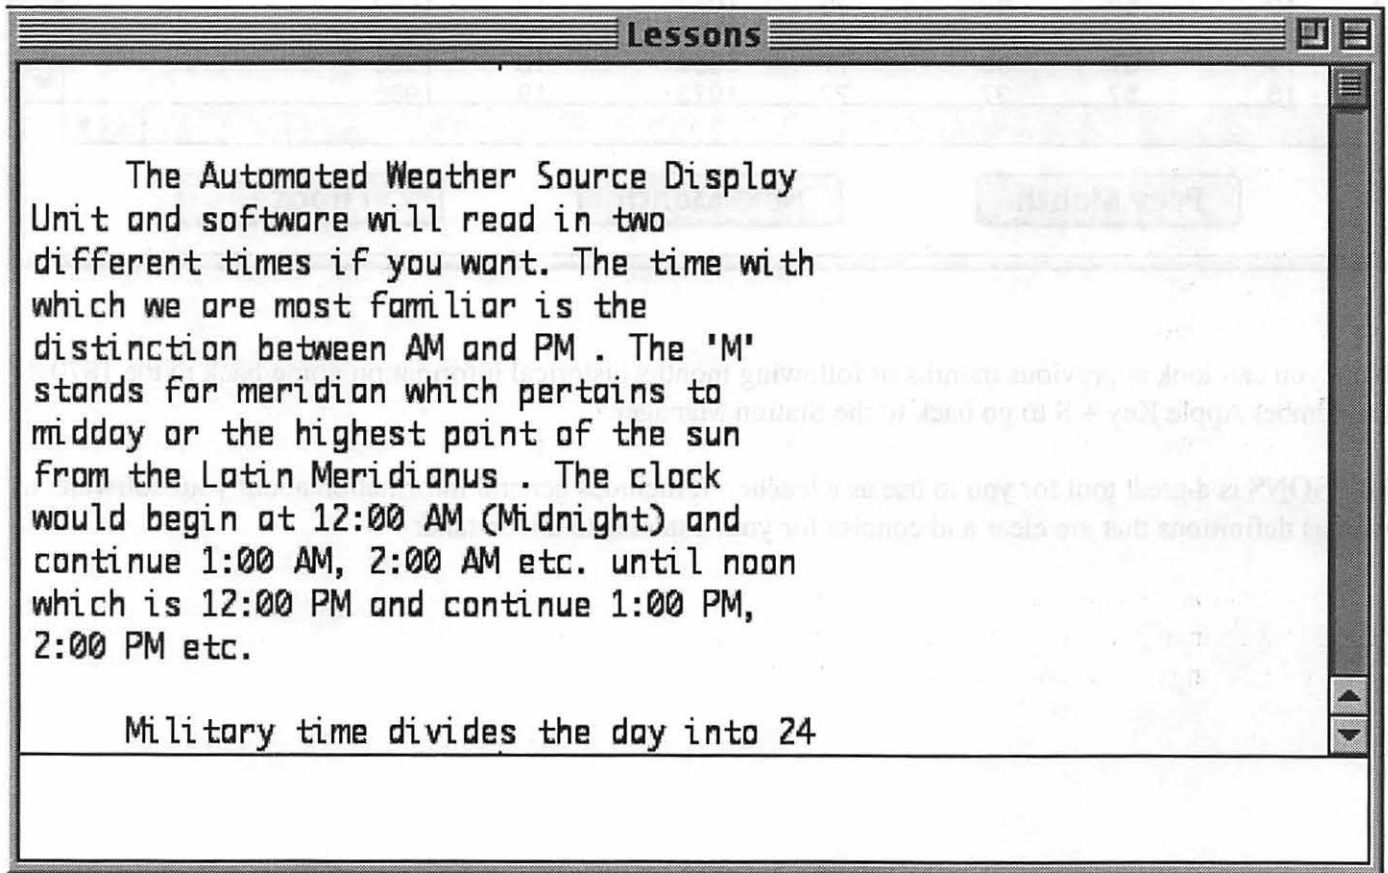 Lessons
The Automated Weather Source Display
Unit and software will read in two
different times if you want. The time with
which we are most familiar is the
distinction between AM and PM . The 'M'
stands for meridian which pertains to
midday or the highest point of the sun
from the Latin Meridianus . The clock
would begin at 12:00 AM (Midnight) and
continue 1:00 AM, 2:00 AM etc. until noon
which is 12:00 PM and continue 1:00 PM,
2:00 PM etc.
Military time divides the day into 24